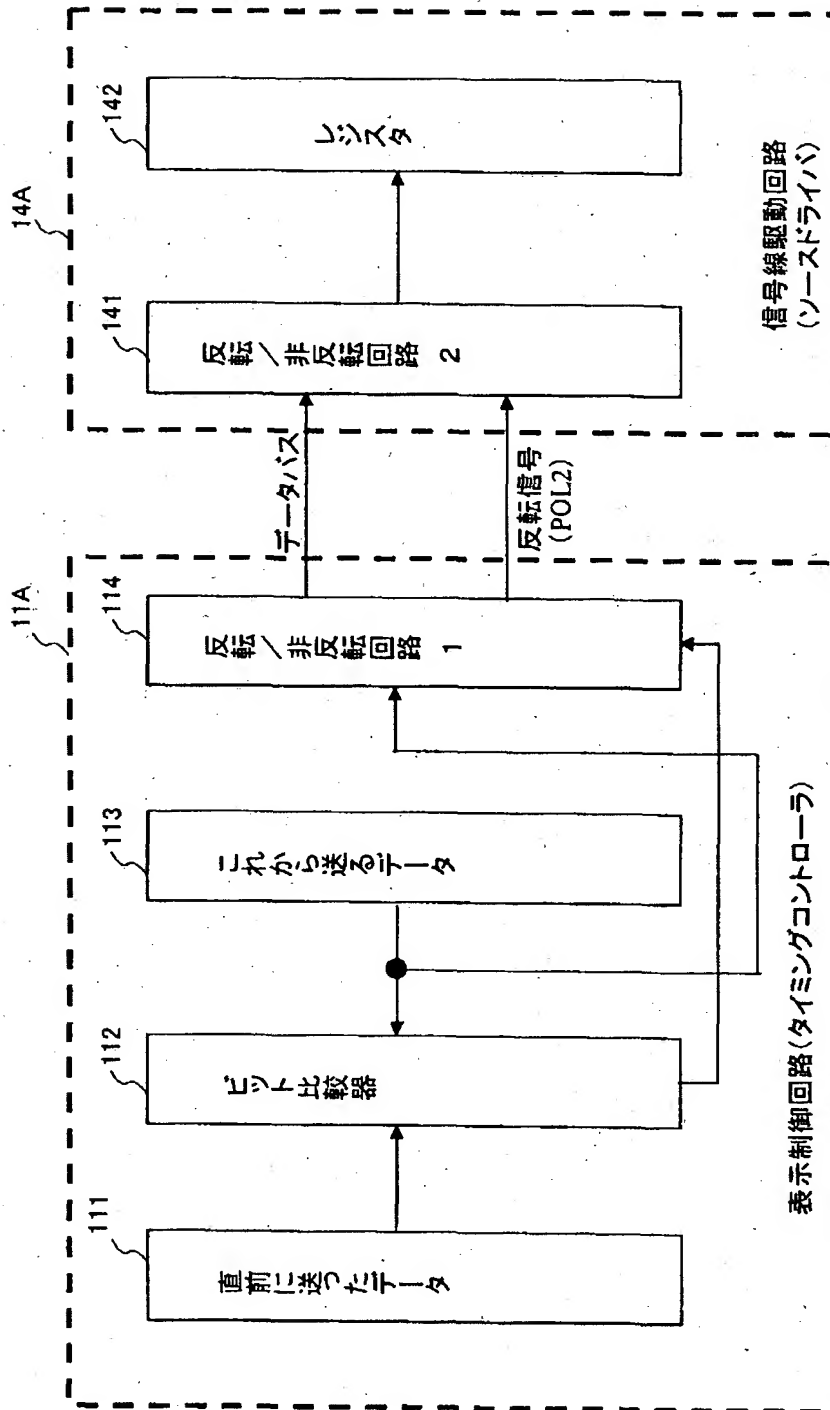 11A
111
直前に送ったデータ
112
ビット比較器
113
これから送るデータ
114
反転／非反転回路 1
表示制御回路(タイミングコントローラ)
データバス
反転信号
(POL2)
14A
141
反転／非反転回路 2
142
レジスタ
信号線駆動回路
(ソースドライバ)